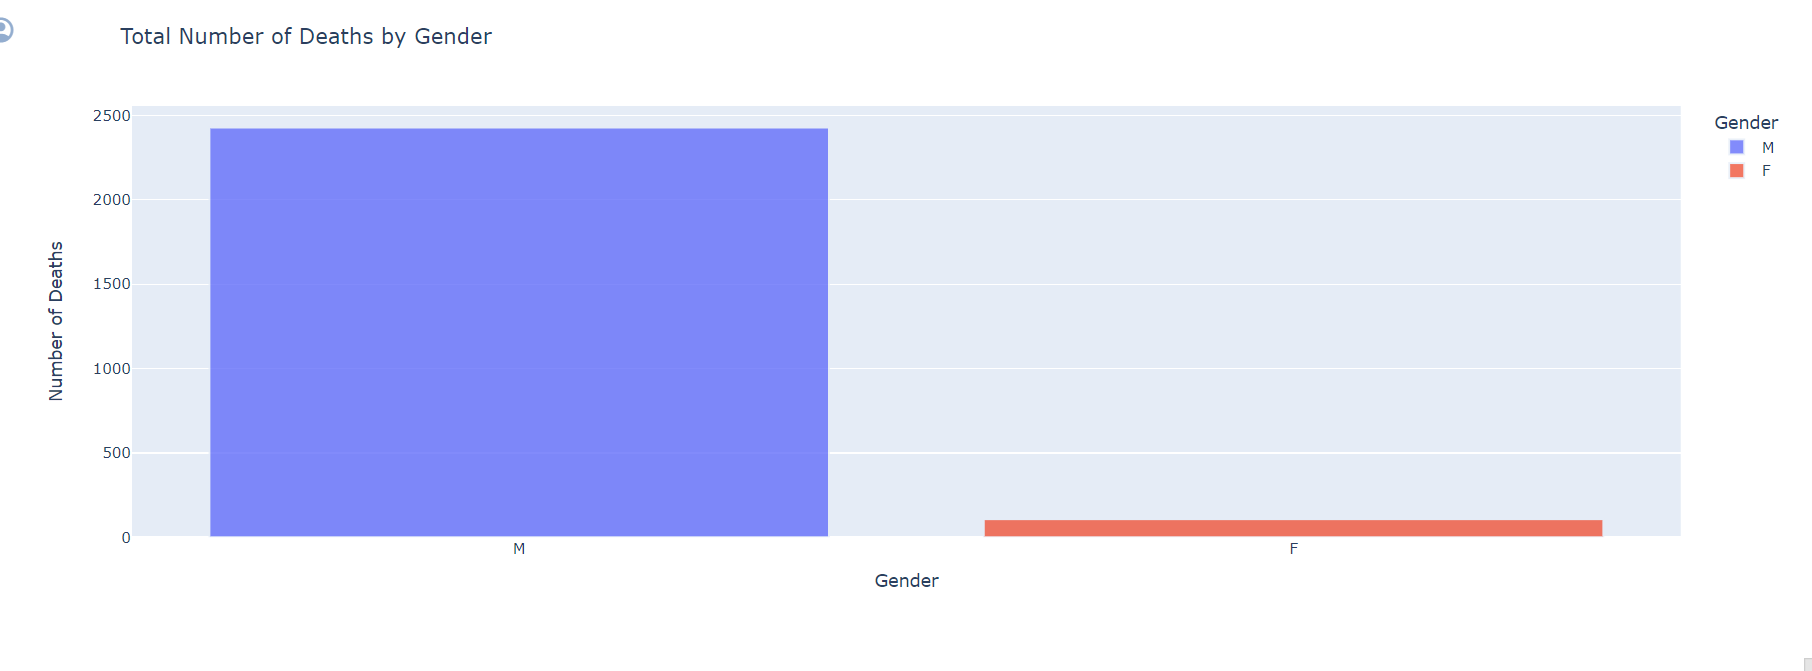 Total Number of Deaths by Gender
2500
2000
1500
1000
500
0
Number of Deaths
M
F
Gender
Gender
M
F